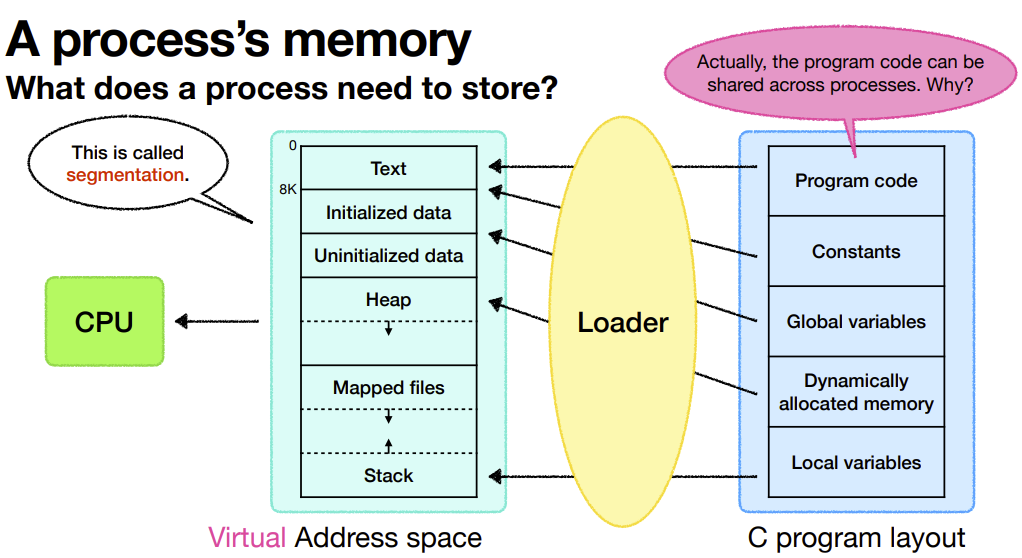 A process's memory
What does a process need to store?
Actually, the program code can be
shared across processes. Why?
This is called
segmentation.
0
8K
Text
Initialized data
Uninitialized data
Heap
Mapped files
Stack
CPU
Loader
Program code
Constants
Global variables
Dynamically
allocated memory
Local variables
Virtual Address space
C program layout